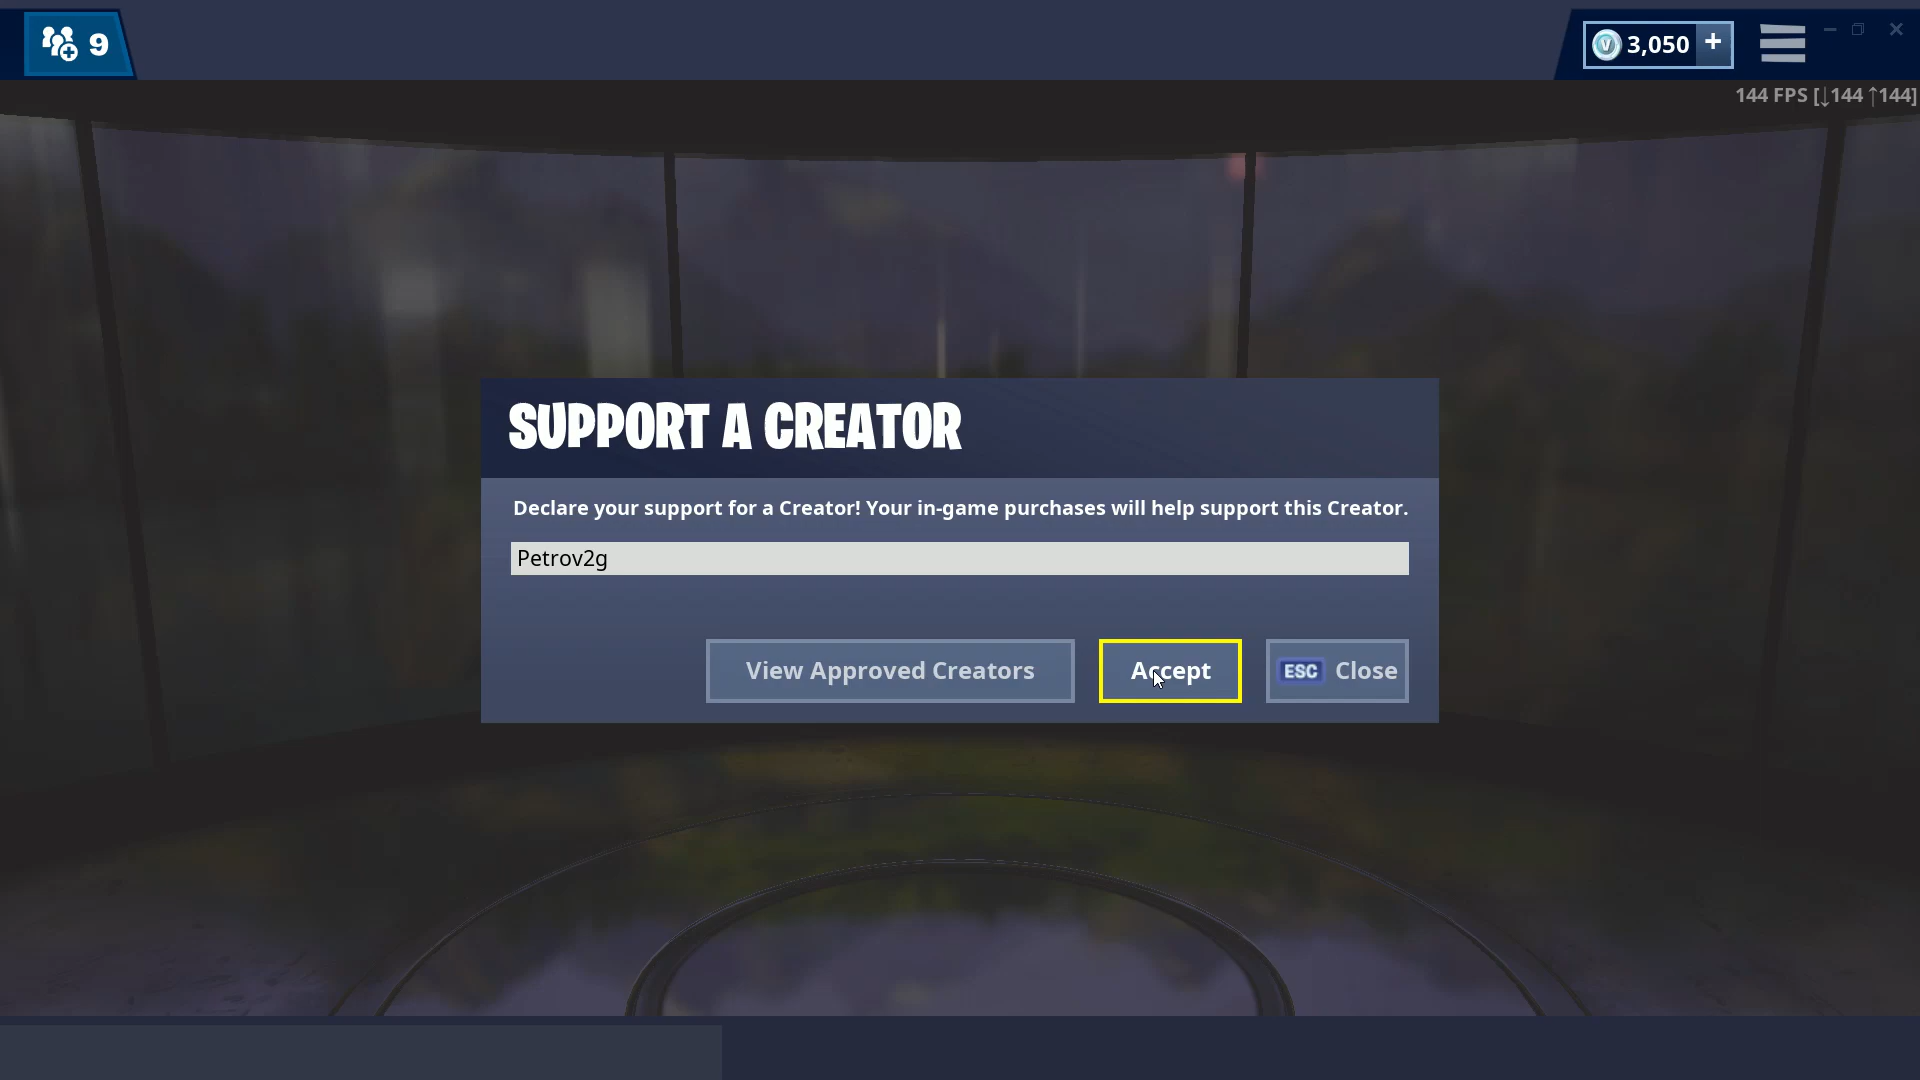 9
3,050 +
144 FPS [↓144 ↑144]
SUPPORT A CREATOR
Declare your support for a Creator! Your in-game purchases will help support this Creator.
Petrov2g
View Approved Creators
Accept
ESC Close